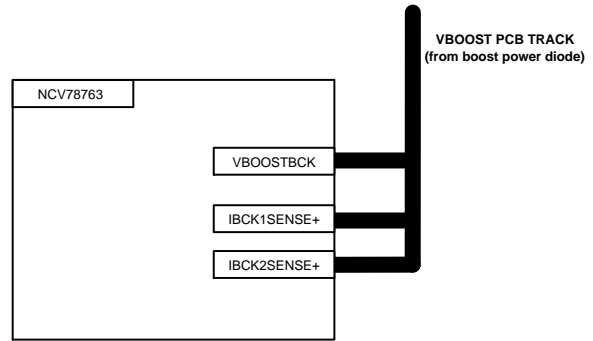 VBOOST PCB TRACK
(from boost power diode)
NCV78763
VBOOSTBCK
IBCK1SENSE+
IBCK2SENSE+